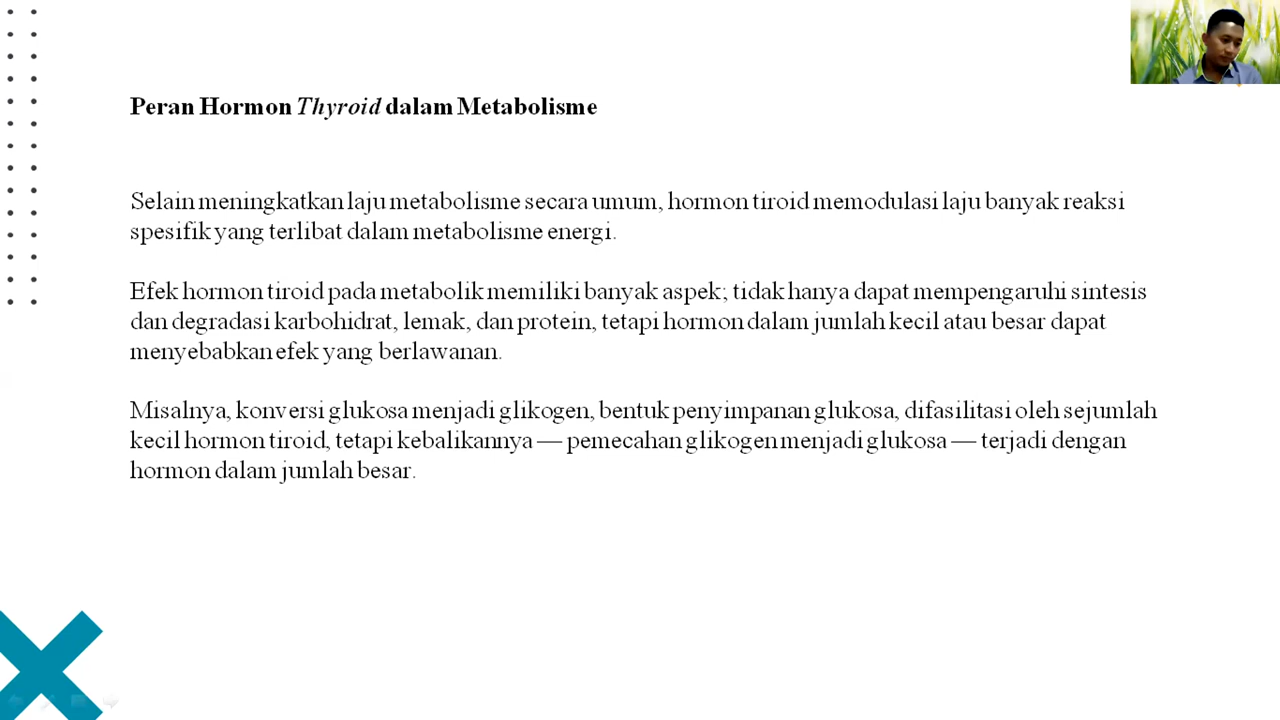 Peran Hormon Thyroid dalam Metabolisme
Selain meningkatkan laju metabolisme secara umum, hormon tiroid memodulasi laju banyak reaksi
spesifik yang terlibat dalam metabolisme energi.
Efek hormon tiroid pada metabolik memiliki banyak aspek; tidak hanya dapat mempengaruhi sintesis
dan degradasi karbohidrat, lemak, dan protein, tetapi hormon dalam jumlah kecil atau besar dapat
menyebabkan efek yang berlawanan.
Misalnya, konversi glukosa menjadi glikogen, bentuk penyimpanan glukosa, difasilitasi oleh sejumlah
kecil hormon tiroid, tetapi kebalikannya — pemecahan glikogen menjadi glukosa — terjadi dengan
hormon dalam jumlah besar.